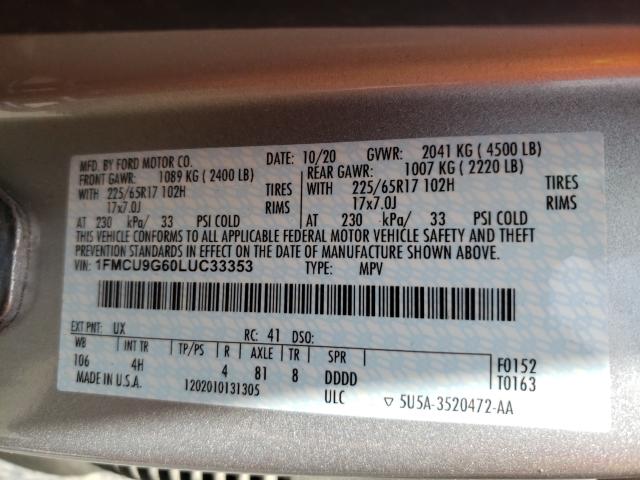 MFD. BY FORD MOTOR CO.
DATE: 10/20 GVWR: 2041 KG ( 4500 LB)
FRONT GAWR: 1089 KG ( 2400 LB)
REAR GAWR: 1007 KG ( 2220 LB)
WITH 225/65R17 102H TIRES
WITH 225/65R17 102H TIRES
17x7.0J RIMS
17x7.0J RIMS
AT 230 kPa/ 33 PSI COLD
AT 230 kPa/ 33 PSI COLD
THIS VEHICLE CONFORMS TO ALL APPLICABLE FEDERAL MOTOR VEHICLE SAFETY AND THEFT
PREVENTION STANDARDS IN EFFECT ON THE DATE OF MANUFACTURE SHOWN ABOVE.
VIN: 1FMCU9G60LUC33353 TYPE: MPV
EXT PNT: UX RC: 41 DSO:
WB INT TR TP/PS R AXLE TR SPR
106 4H 4 81 8 DDDD
F0152
T0163
MADE IN U.S.A. 1202010131305 ULC ▽ 5U5A-3520472-AA